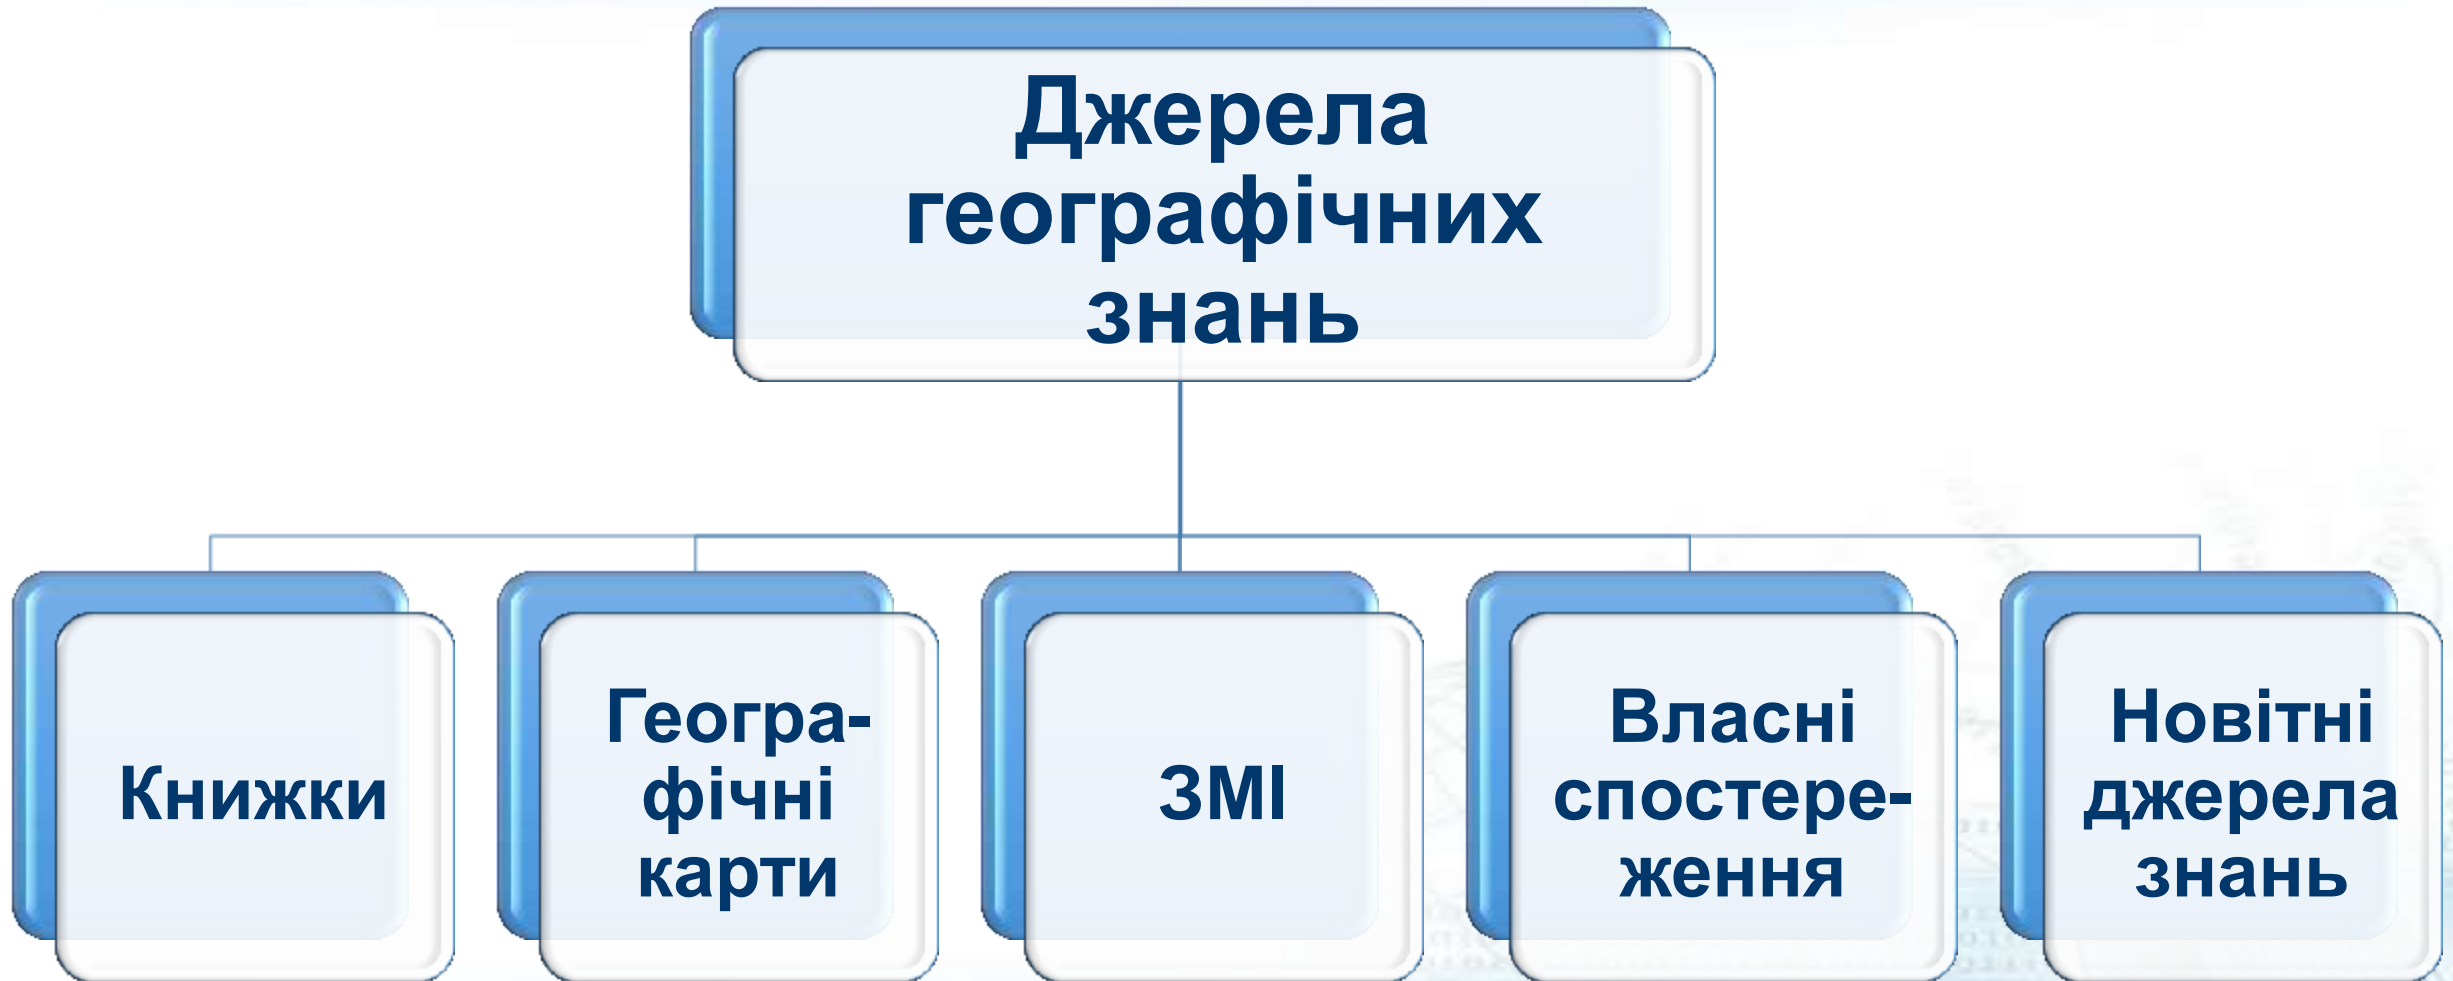 Джерела
географічних
знань
Книжки
Геогра-
фічні
карти
ЗМІ
Власні
спостере-
ження
Новітні
джерела
знань